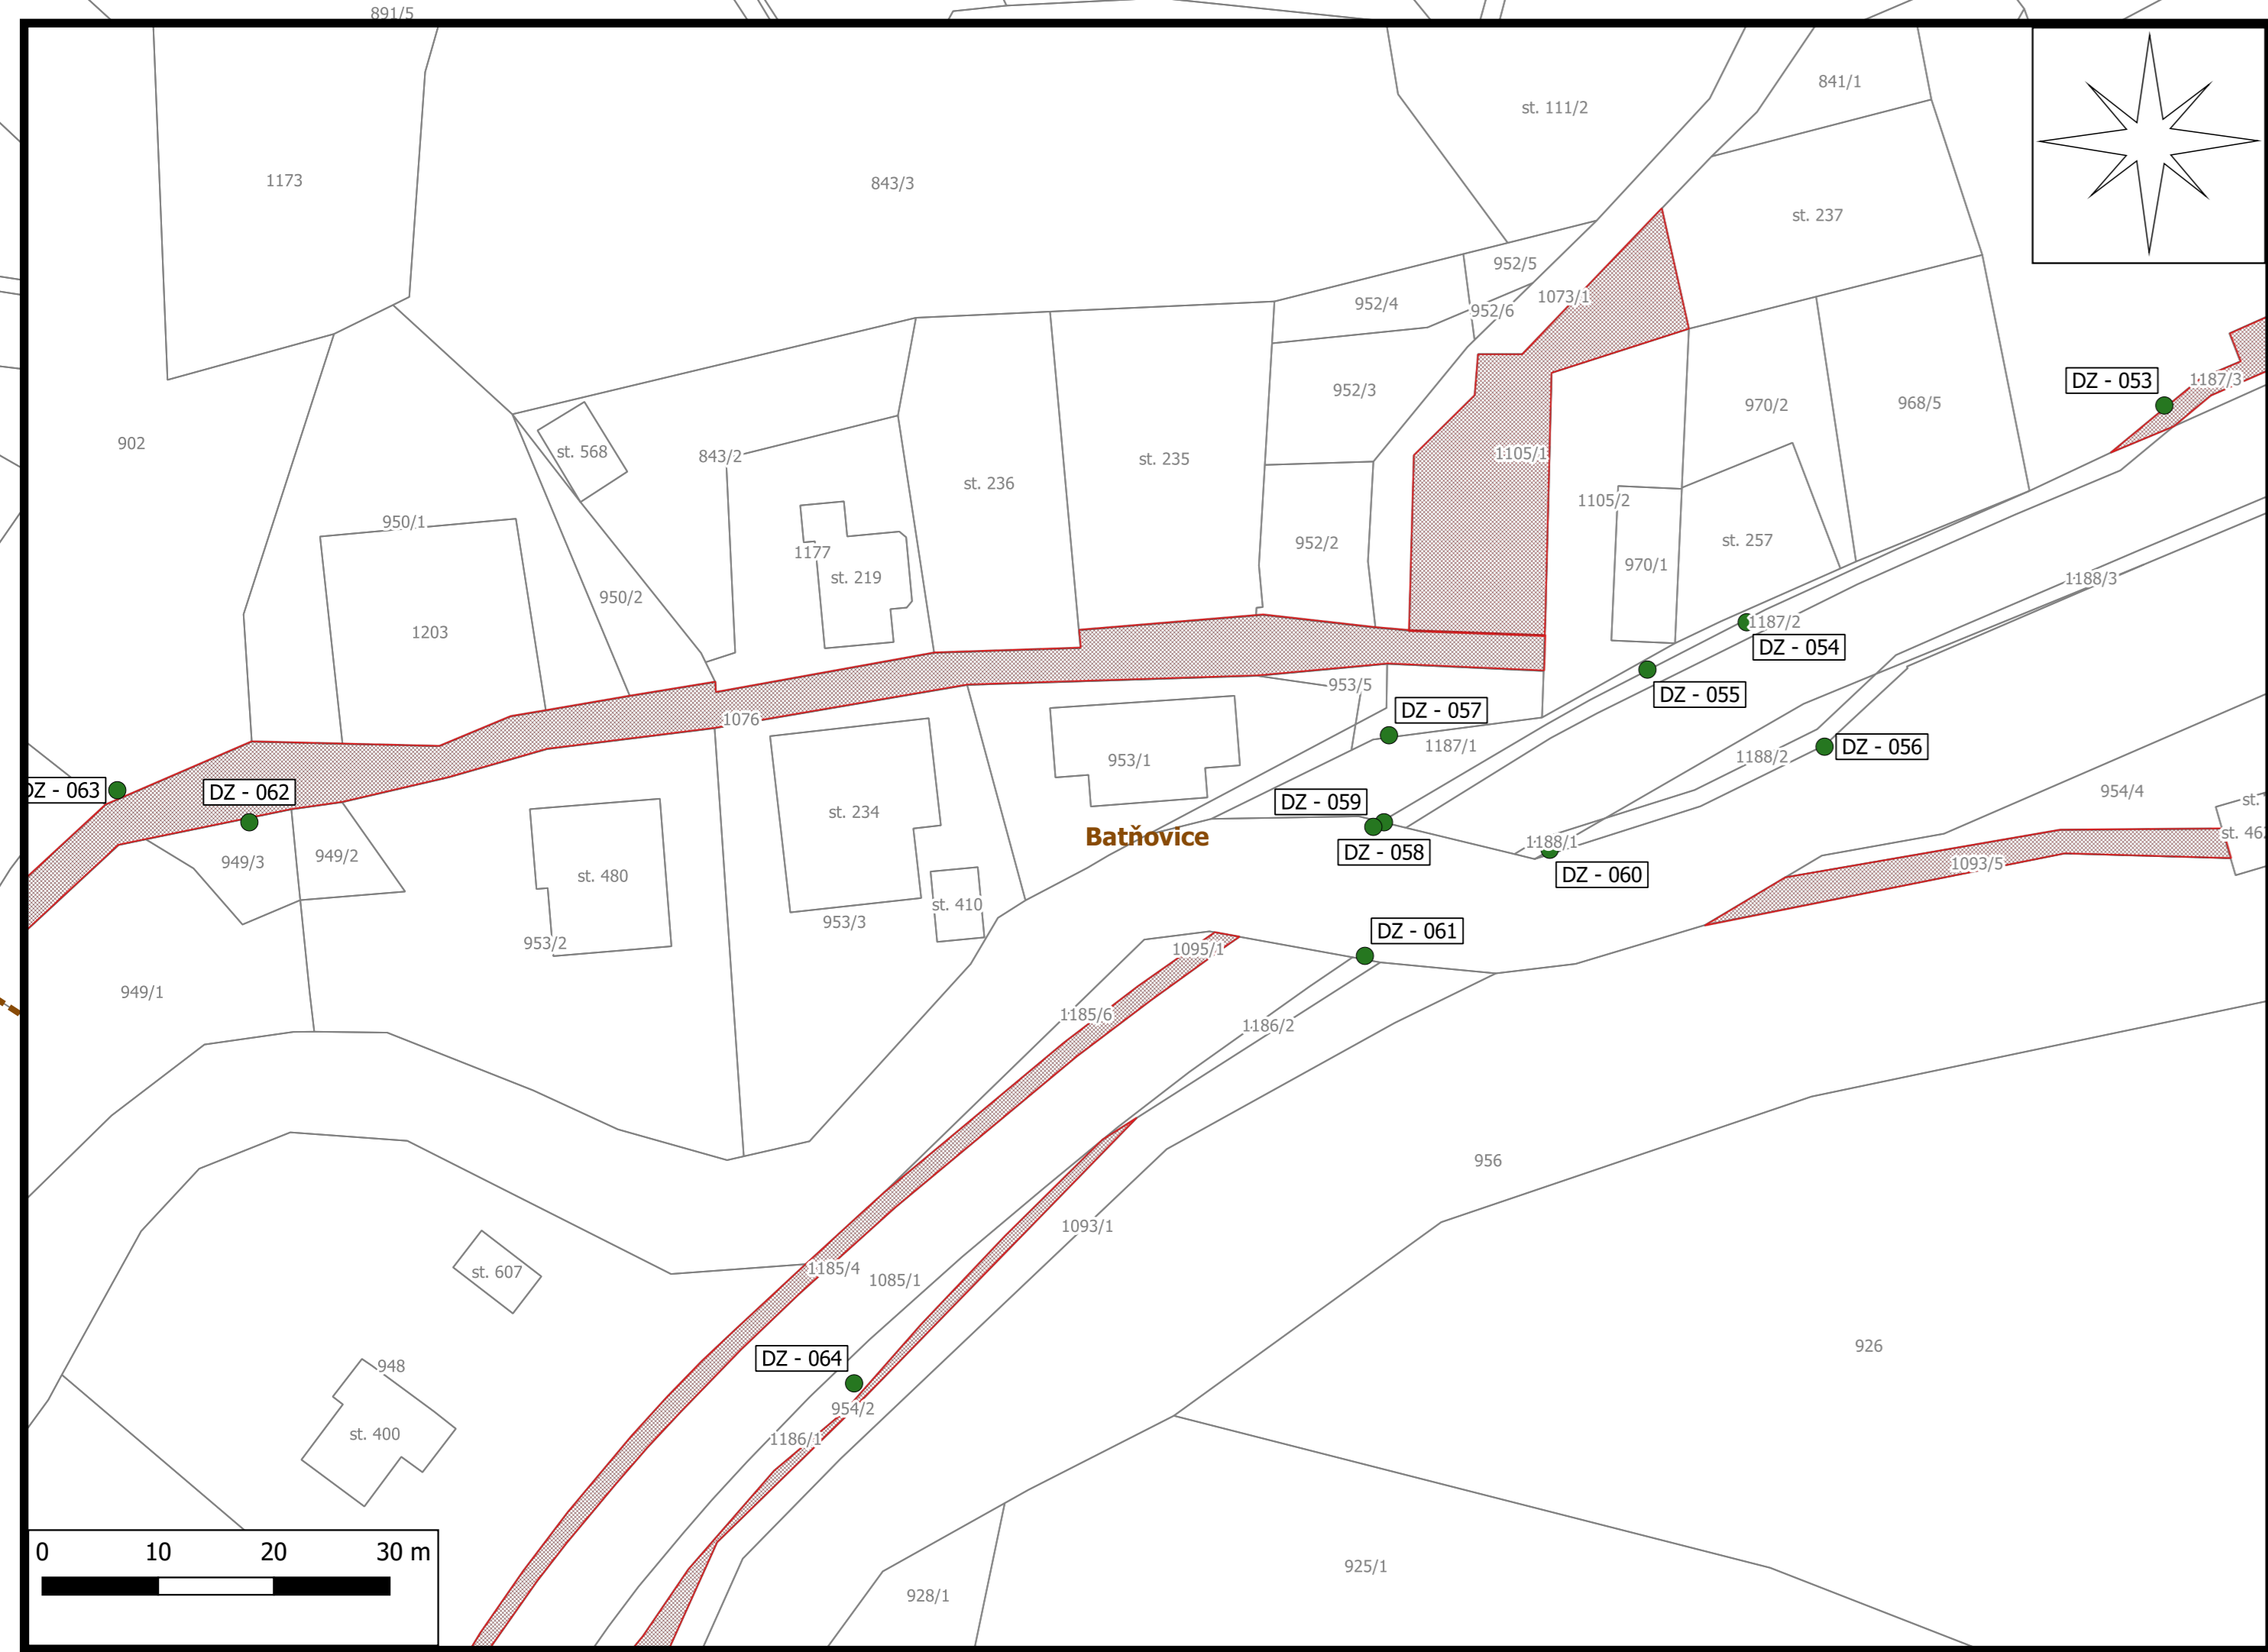 891/5
841/1
st. 111/2
1173
843/3
st. 237
952/5
1073/1
952/4
952/6
DZ - 053
1187/3
952/3
970/2
968/5
902
st. 568
843/2
st. 235
1105/1
st. 236
1105/2
950/1
st. 257
952/2
1177
970/1
st. 219
1188/3
950/2
1187/2
1203
DZ - 054
953/5
DZ - 055
DZ - 057
1076
1187/1
DZ - 056
1188/2
953/1
DZ - 063
DZ - 062
954/4
st.
DZ - 059
st. 234
Batňovice
st. 462
1188/1
DZ - 058
949/2
949/3
1093/5
st. 480
DZ - 060
st. 410
953/3
DZ - 061
953/2
1095/1
949/1
1185/6
1186/2
956
1093/1
1185/4
st. 607
1085/1
926
DZ - 064
948
954/2
st. 400
1186/1
0 10 20 30 m
925/1
928/1